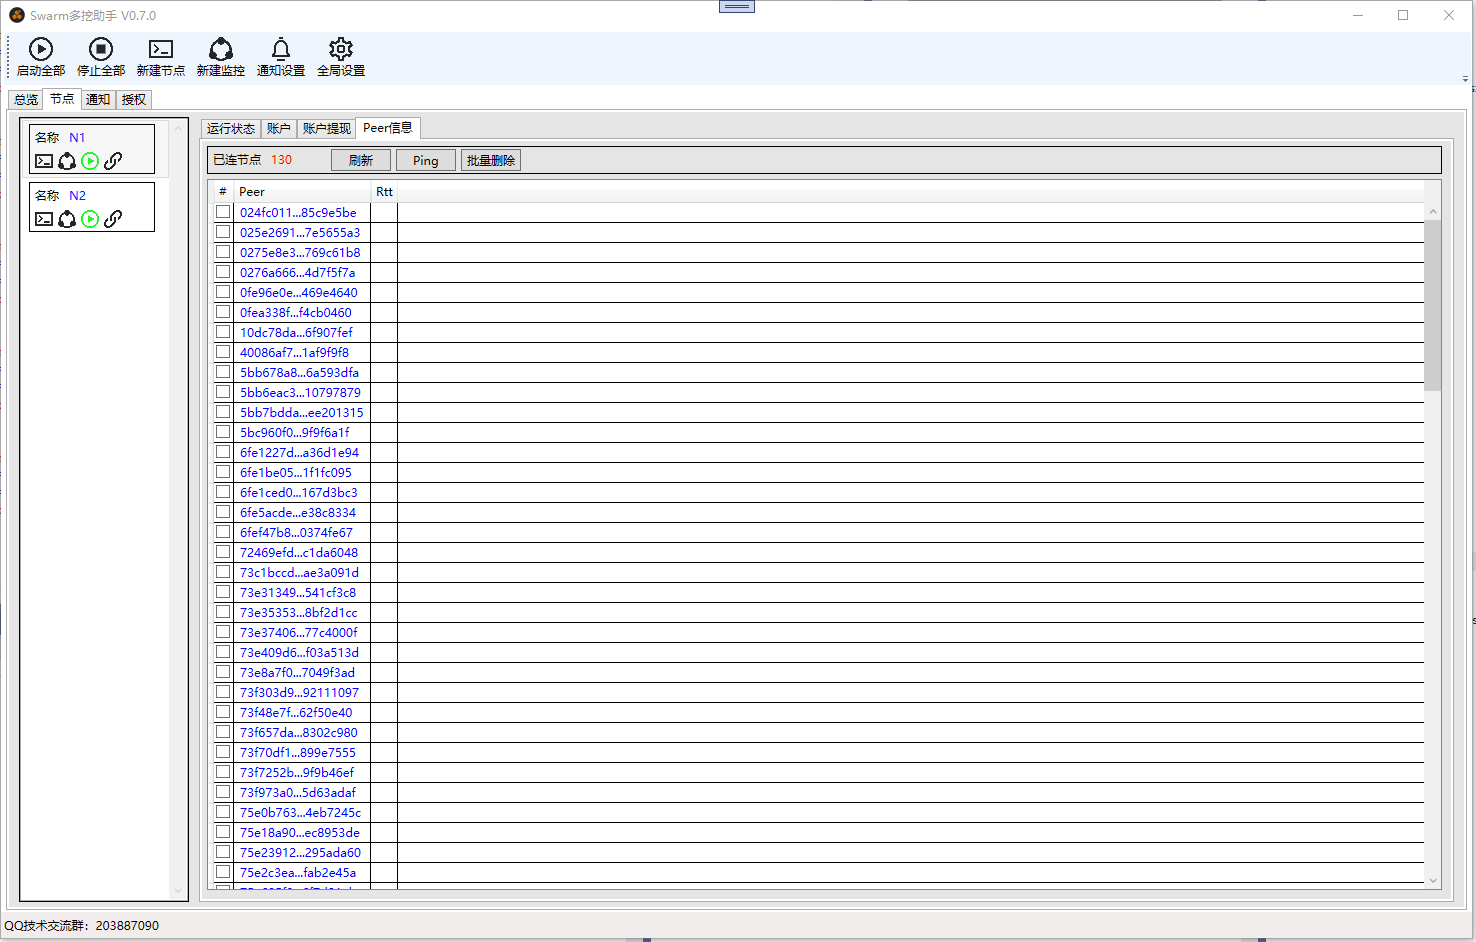 Swarm多挖助手 V0.7.0
启动全部 停止全部 新建节点 新建监控 通知设置 全局设置
总览 节点 通知 授权
名称 N1
名称 N2
运行状态 账户 账户提现 Peer信息
已连节点 130 刷新 Ping 批量删除
# Peer Rtt
024fc011...85c9e5be
025e2691...7e5655a3
0275e8e3...769c61b8
0276a666...4d7f5f7a
0fe96e0e...469e4640
0fea338f...f4cb0460
10dc78da...6f907fef
40086af7...1af9f9f8
5bb678a8...6a593dfa
5bb6eac3...10797879
5bb7bdda...ee201315
5bc960f0...9f9f6a1f
6fe1227d...a36d1e94
6fe1be05...1f1fc095
6fe1ced0...167d3bc3
6fe5acde...e38c8334
6fef47b8...0374fe67
72469efd...c1da6048
73c1bccd...ae3a091d
73e31349...541cf3c8
73e35353...8bf2d1cc
73e37406...77c4000f
73e409d6...f03a513d
73e8a7f0...7049f3ad
73f303d9...92111097
73f48e7f...62f50e40
73f657da...8302c980
73f70df1...899e7555
73f7252b...9f9b46ef
73f973a0...5d63adaf
75e0b763...4eb7245c
75e18a90...ec8953de
75e23912...295ada60
75e2c3ea...fab2e45a
QQ技术交流群：203887090